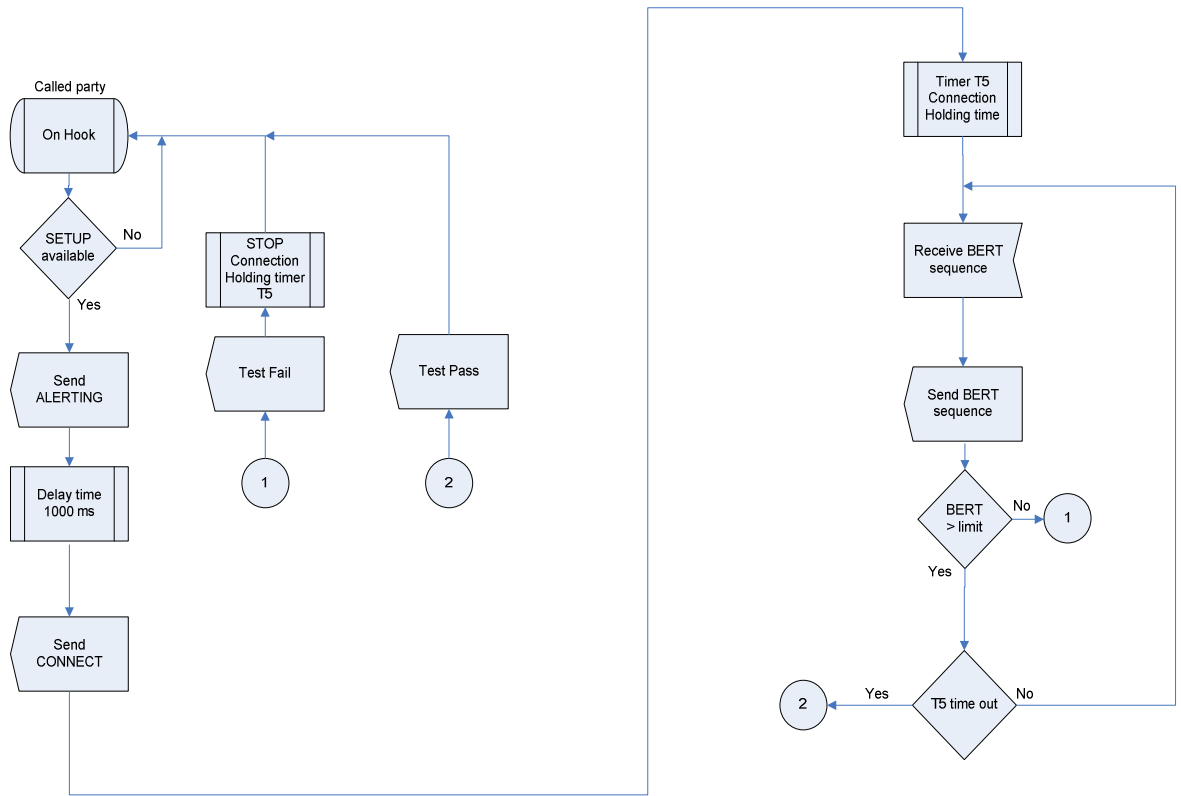 Called party
On Hook
SETUP
available
No
Yes
Send
ALERTING
Delay time
1000 ms
Send
CONNECT
STOP
Connection
Holding timer
T5
Test Fail
1
Test Pass
2
Timer T5
Connection
Holding time
Receive BERT
sequence
Send BERT
sequence
BERT
> limit
No
1
Yes
T5 time out
Yes
2
No